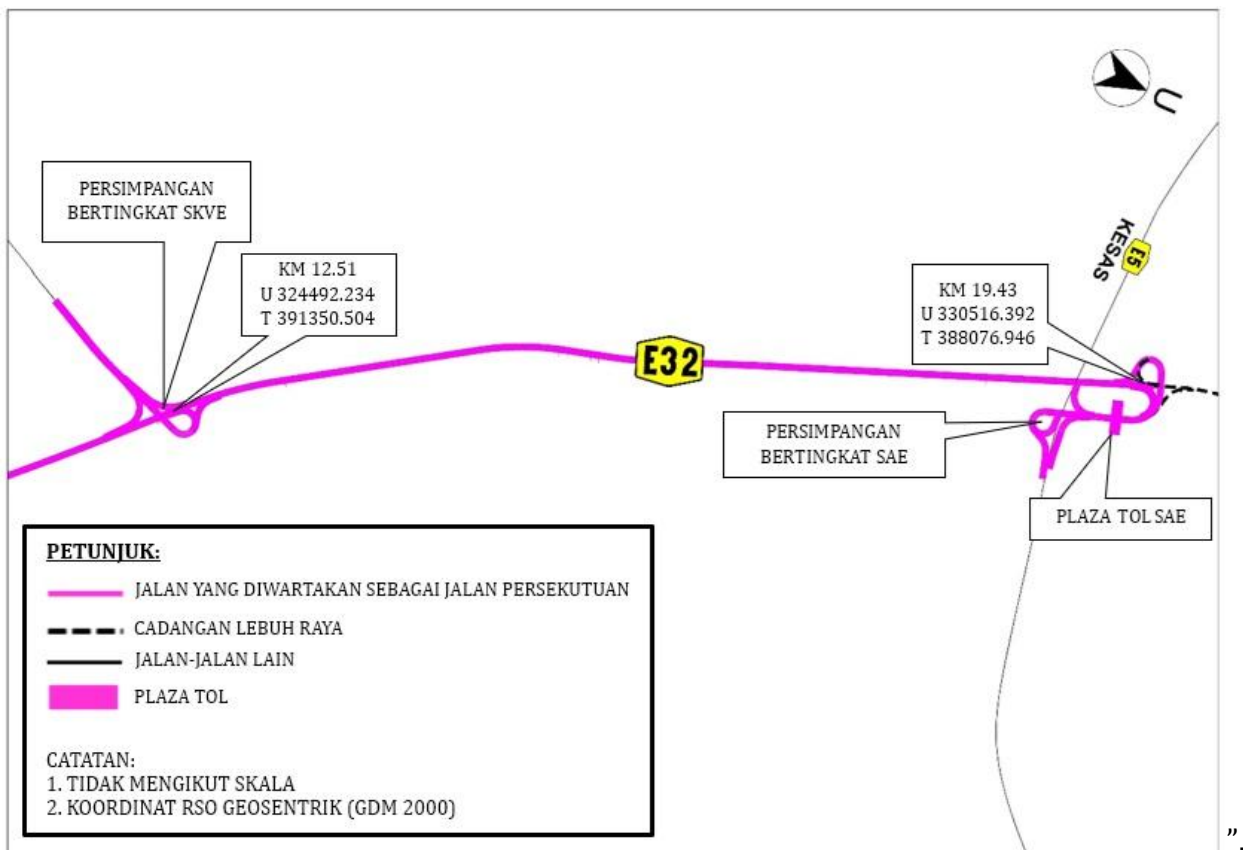 U
PERSIMPANGAN
BERTINGKAT SKVE
KM 12.51
U 324492.234
T 391350.504
E32
KESAS
E5
KM 19.43
U 330516.392
T 388076.946
PERSIMPANGAN
BERTINGKAT SAE
PLAZA TOL SAE
PETUNJUK:
JALAN YANG DIWARTAKAN SEBAGAI JALAN PERSEKUTUAN
CADANGAN LEBUH RAYA
JALAN-JALAN LAIN
PLAZA TOL
CATATAN:
1. TIDAK MENGIKUT SKALA
2. KOORDINAT RSO GEOSENTRIK (GDM 2000)
”.